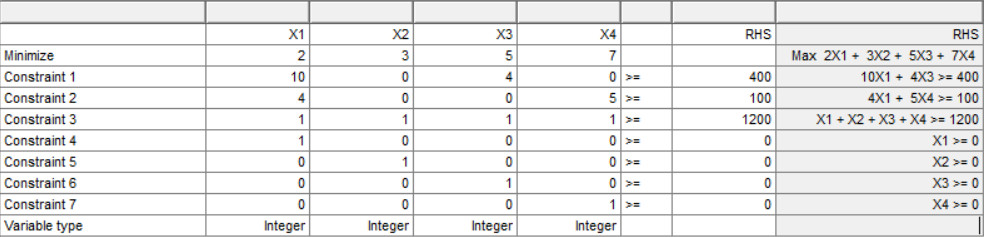 X1 X2 X3 X4 RHS RHS
Minimize 2 3 5 7 Max 2X1 + 3X2 + 5X3 + 7X4
Constraint 1 10 0 4 0 >= 400 10X1 + 4X3 >= 400
Constraint 2 4 0 0 5 >= 100 4X1 + 5X4 >= 100
Constraint 3 1 1 1 1 >= 1200 X1 + X2 + X3 + X4 >= 1200
Constraint 4 1 0 0 0 >= 0 X1 >= 0
Constraint 5 0 1 0 0 >= 0 X2 >= 0
Constraint 6 0 0 1 0 >= 0 X3 >= 0
Constraint 7 0 0 0 1 >= 0 X4 >= 0
Variable type Integer Integer Integer Integer